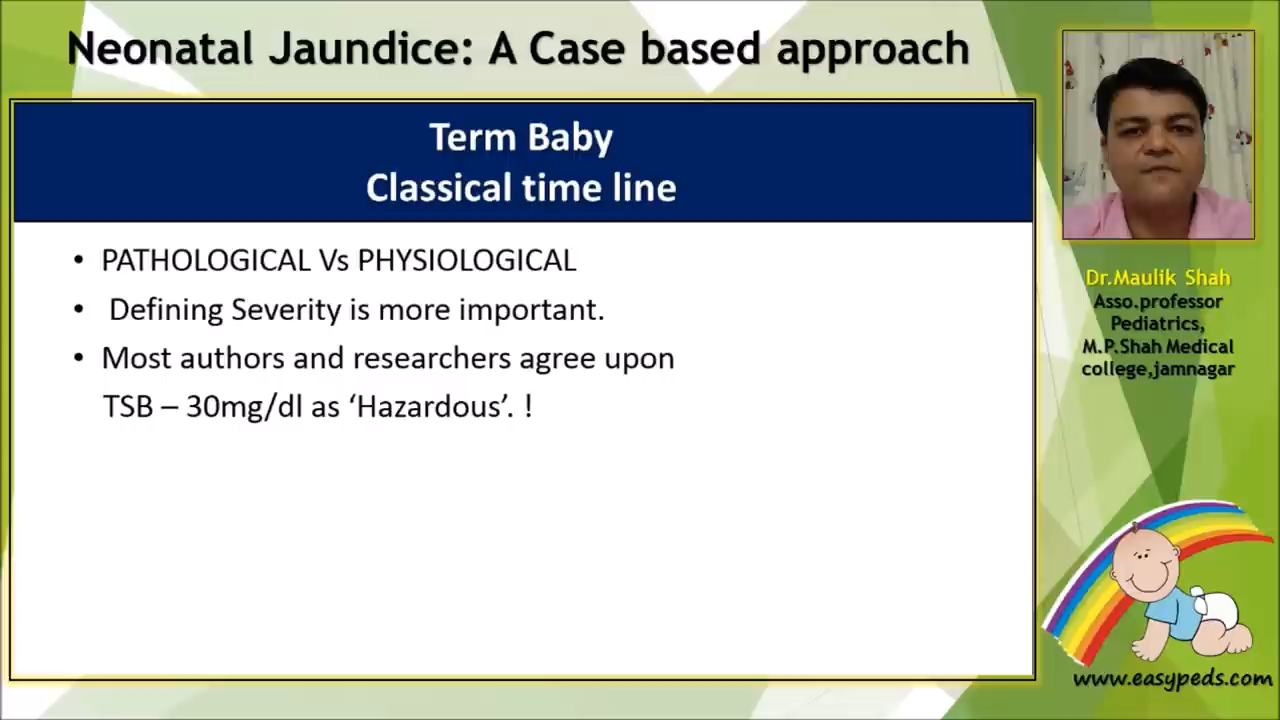 Neonatal Jaundice: A Case based approach
Term Baby
Classical time line
• PATHOLOGICAL Vs PHYSIOLOGICAL
• Defining Severity is more important.
• Most authors and researchers agree upon
TSB – 30mg/dl as ‘Hazardous’. !
Dr.Maulik Shah
Asso.professor
Pediatrics,
M.P.Shah Medical
college,jamnagar
www.easypeds.com